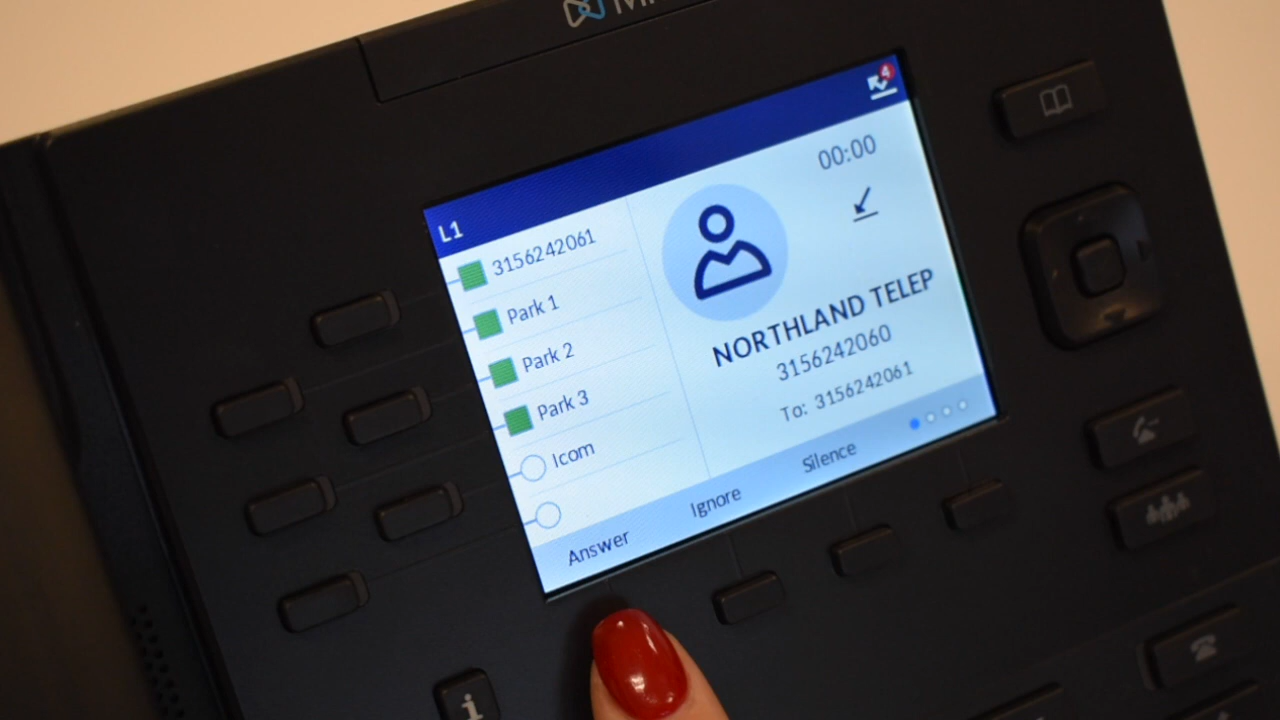 4
L1
00:00
3156242061
Park 1
Park 2
Park 3
Icom
NORTHLAND TELEP
3156242060
To: 3156242061
Answer
Ignore
Silence
i